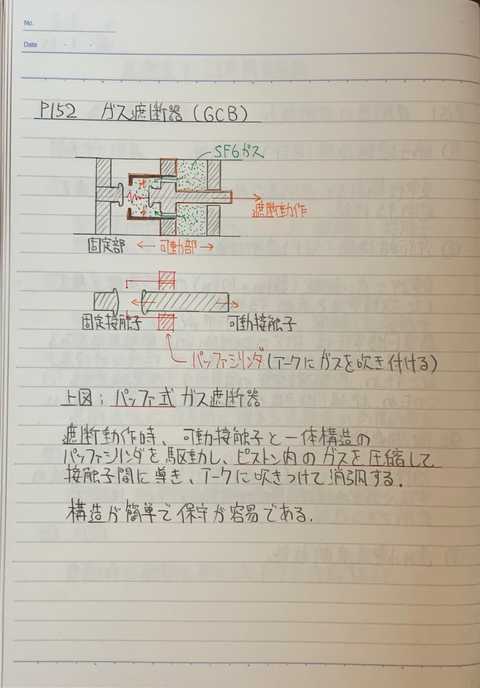 No.
Date
P152 ガス遮断器(GCB)
SF6ガス
遮断動作
固定部
可動部
固定接触子
可動接触子
パッファシリンダ(アークにガスを吹き付ける)
上図;パッファ式ガス遮断器
遮断動作時、可動接触子と一体構造の
パッファシリンダを駆動し、ピストン内のガスを圧縮して
接触子間に導き、アークに吹きつけて消弧する.
構造が簡単で保守が容易である.